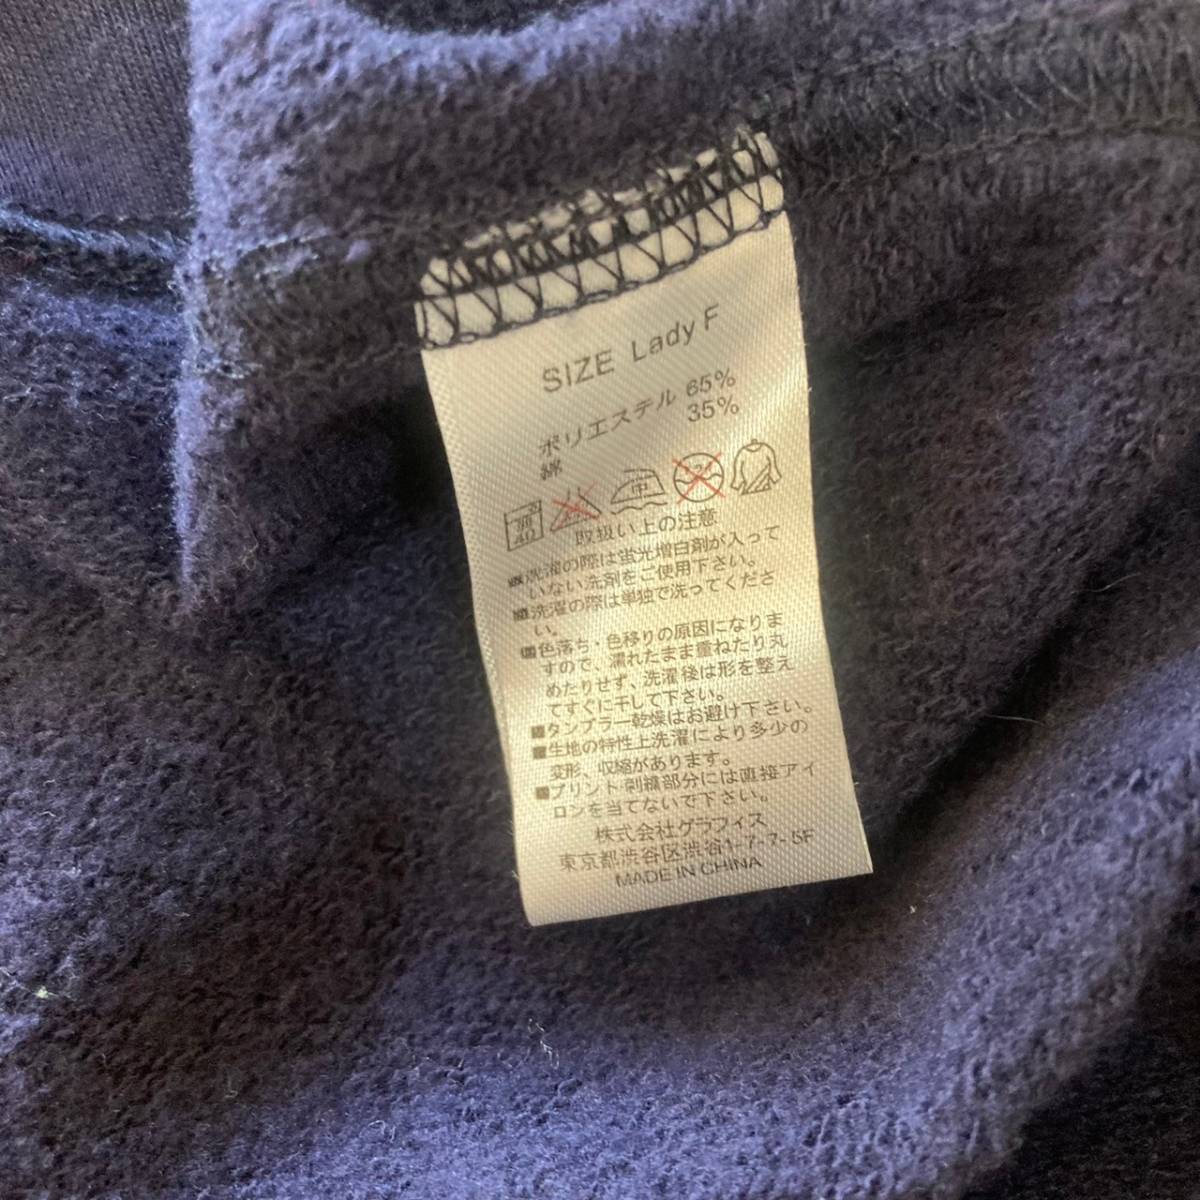 SIZE Lady F
ポリエステル 65%
綿 35%
40
中
取扱い上の注意
■洗濯の際は蛍光増白剤が入って
いない洗剤をご使用下さい。
■洗濯の際は単独で洗ってくださ
い。
■色落ち・色移りの原因になりま
すので、濡れたまま重ねたり丸
めたりせず、洗濯後は形を整え
てすぐに干して下さい。
■タンブラー乾燥はお避け下さい。
■生地の特性上洗濯により多少の
変形、収縮があります。
■プリント・刺繍部分には直接アイ
ロンを当てないで下さい。
株式会社グラフィス
東京都渋谷区渋谷1-7-7-5F
MADE IN CHINA